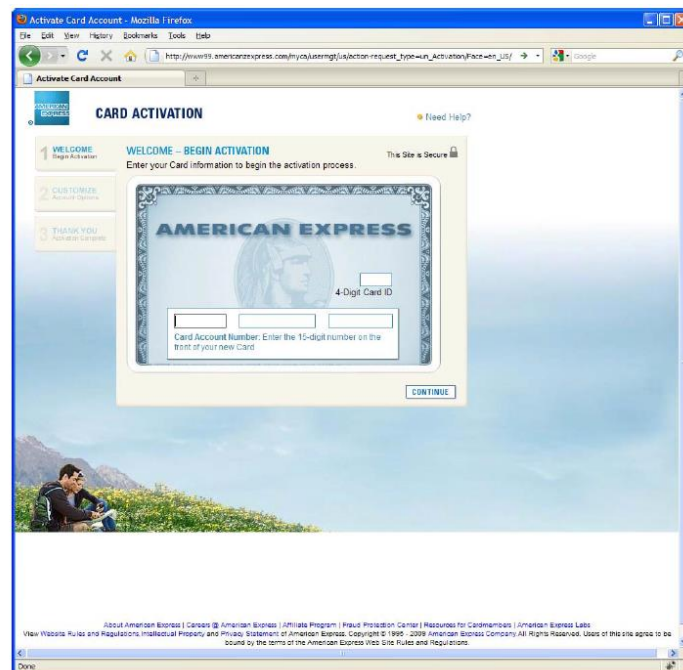 Activate Card Account - Mozilla Firefox
File Edit View History Bookmarks Tools Help
http://www99.americanexpress.com/myca/usermgt/us/action-request_type=un_Activation/Face=en_US/
Google
Activate Card Account
AMERICAN EXPRESS
CARD ACTIVATION
Need Help?
1 WELCOME
Begin Activation
2 CUSTOMIZE
Account Options
3 THANK YOU
Activation Complete
WELCOME – BEGIN ACTIVATION
This Site is Secure
Enter your Card information to begin the activation process.
AMERICAN EXPRESS
4-Digit Card ID
Card Account Number: Enter the 15-digit number on the
front of your new Card
CONTINUE
About American Express | Careers @ American Express | Affiliate Program | Fraud Protection Center | Resources for Cardmembers | American Express Labs
View Website Rules and Regulations, Intellectual Property and Privacy Statement of American Express. Copyright © 1995 - 2009 American Express Company. All Rights Reserved. Users of this site agree to be
bound by the terms of the American Express Web Site Rules and Regulations.
Done